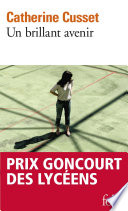 Catherine Cusset
Un brillant avenir
PRIX GONCOURT
DES LYCÉENS
folio